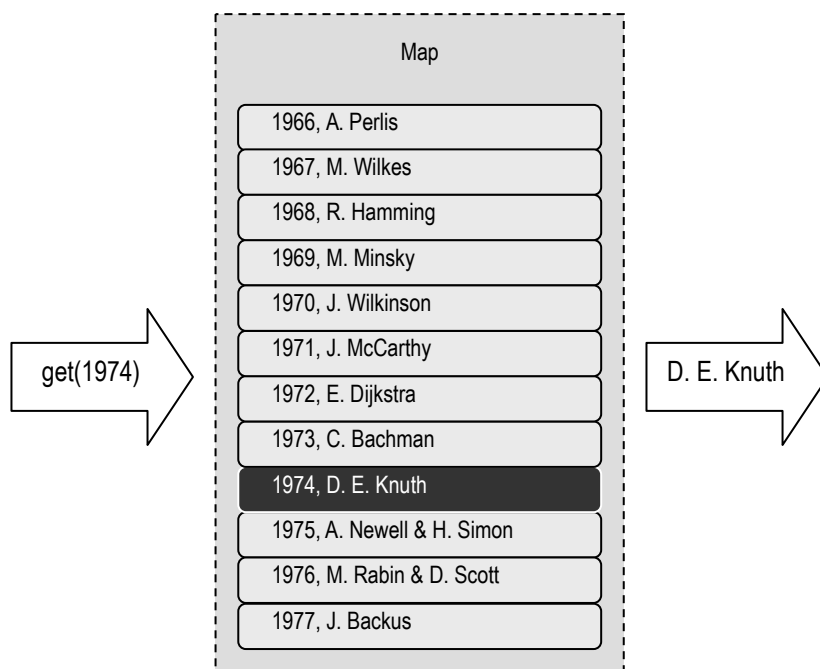 Map
1966, A. Perlis
1967, M. Wilkes
1968, R. Hamming
1969, M. Minsky
1970, J. Wilkinson
1971, J. McCarthy
get(1974)
D. E. Knuth
1972, E. Dijkstra
1973, C. Bachman
1974, D. E. Knuth
1975, A. Newell & H. Simon
1976, M. Rabin & D. Scott
1977, J. Backus